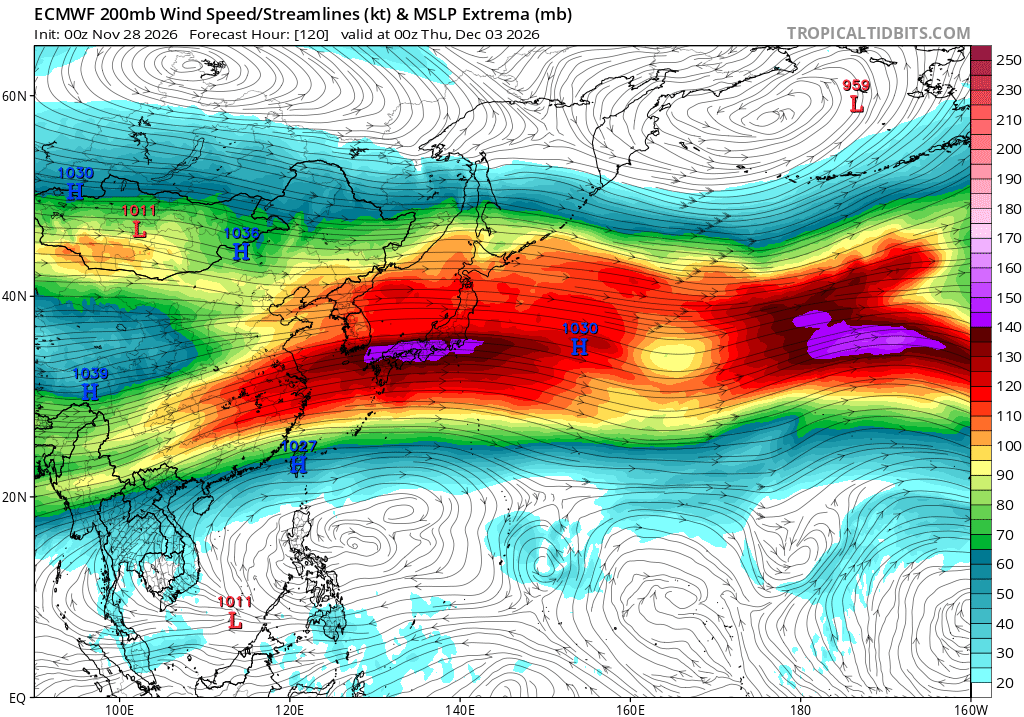 ECMWF 200mb Wind Speed/Streamlines (kt) & MSLP Extrema (mb)
Init: 00z Nov 28 2026 Forecast Hour: [120] valid at 00z Thu, Dec 03 2026
TROPICALTIDBITS.COM
60N
40N
20N
EQ
100E
120E
140E
160E
180
160W
959
L
1030
H
1011
L
1036
H
1030
H
1039
H
1027
H
1011
L
250
230
210
200
190
180
170
160
150
140
130
120
110
100
90
80
70
60
50
40
30
20